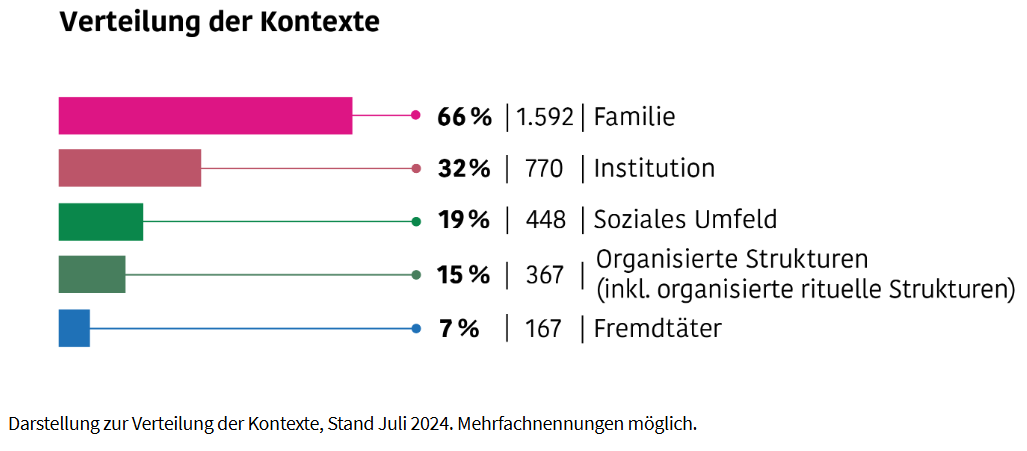 Verteilung der Kontexte
66 % | 1.592 | Familie
32 % | 770 | Institution
19 % | 448 | Soziales Umfeld
15 % | 367 | Organisierte Strukturen
(inkl. organisierte rituelle Strukturen)
7 % | 167 | Fremdtäter
Darstellung zur Verteilung der Kontexte, Stand Juli 2024. Mehrfachnennungen möglich.